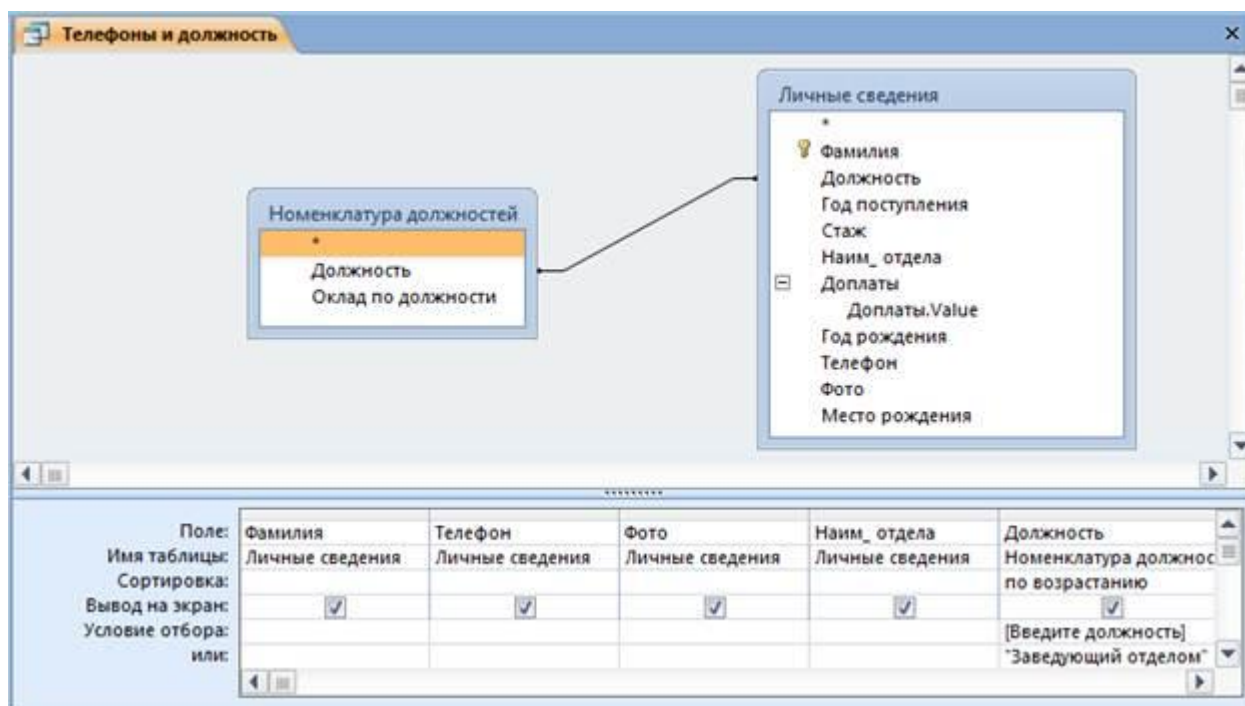 Телефоны и должность
Личные сведения
*
Фамилия
Должность
Год поступления
Стаж
Наим_ отдела
Доплаты
Доплаты.Value
Год рождения
Телефон
Фото
Место рождения
Номенклатура должностей
*
Должность
Оклад по должности
Поле: Фамилия Телефон Фото Наим_ отдела Должность
Имя таблицы: Личные сведения Личные сведения Личные сведения Личные сведения Номенклатура должнос
Сортировка: по возрастанию
Вывод на экран:
Условие отбора: [Введите должность]
или: "Заведующий отделом"